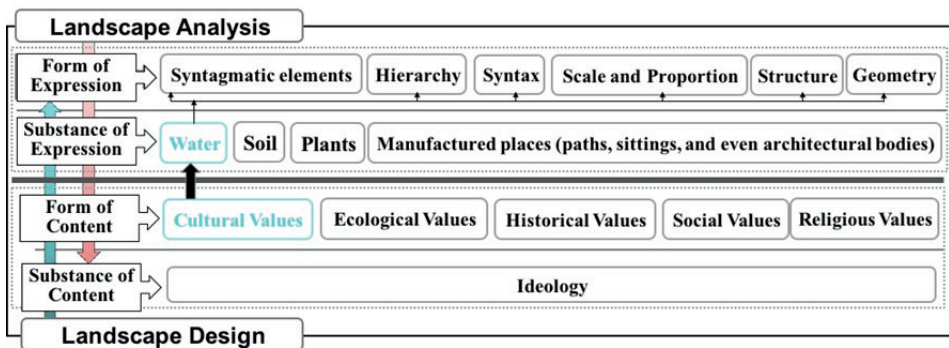 Landscape Analysis
Form of
Expression
Syntagmatic elements
Hierarchy
Syntax
Scale and Proportion
Structure
Geometry
Substance of
Expression
Water
Soil
Plants
Manufactured places (paths, sittings, and even architectural bodies)
Form of
Content
Cultural Values
Ecological Values
Historical Values
Social Values
Religious Values
Substance of
Content
Ideology
Landscape Design